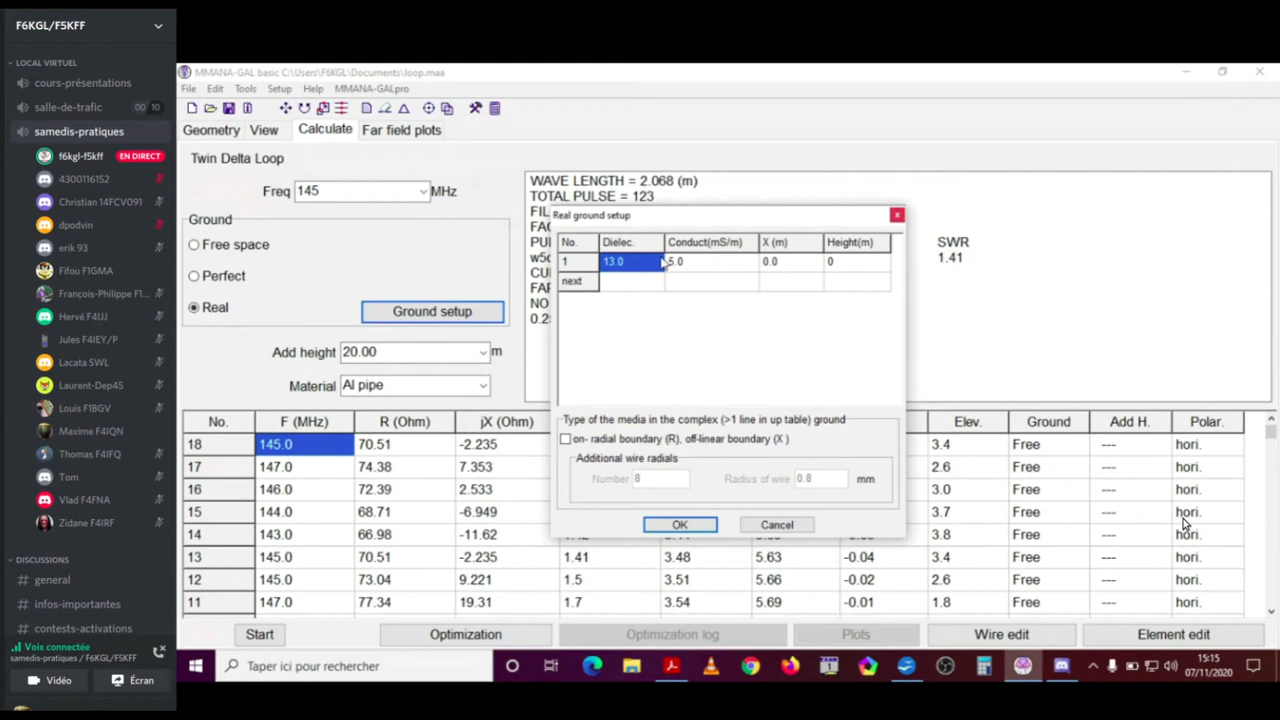 F6KGL/F5KFF
LOCAL VIRTUEL
cours-présentations
salle-de-trafic 00 10
samedis-pratiques
f6kgl-f5kff EN DIRECT
4300116152
Christian 14FCV091
dpodvin
erik 93
Fifou F1GMA
François-Philippe F1...
Hervé F4IJJ
Jules F4IEY/P
Lacata SWL
Laurent-Dep45
Louis F1BGV
Maxime F4IQN
Thomas F4IFQ
Tom
Vlad F4FNA
Zidane F4IRF
DISCUSSIONS
# general
# infos-importantes
# contests-activations
Voix connectée
samedis-pratiques / F6KGL/F5KFF
Vidéo Écran
MMANA-GAL basic C:\Users\F6KGL\Documents\loop.maa
File Edit Tools Setup Help MMANA-GALpro
Geometry View Calculate Far field plots
Twin Delta Loop
Freq 145 MHz
Ground
Free space
Perfect
Real Ground setup
Add height 20.00 m
Material Al pipe
WAVE LENGTH = 2.068 (m)
TOTAL PULSE = 123
FIL
FAC
PUL
w5c
CU
FAR
NO
0.2
SWR
1.41
Real ground setup
No. Dielec. Conduct(mS/m) X (m) Height(m)
1 13.0 5.0 0.0 0
next
Type of the media in the complex (>1 line in up table) ground
on- radial boundary (R), off-linear boundary (X )
Additional wire radials
Number 8 Radius of wire 0.8 mm
OK Cancel
No. F (MHz) R (Ohm) jX (Ohm) Elev. Ground Add H. Polar.
18 145.0 70.51 -2.235 3.4 Free --- hori.
17 147.0 74.38 7.353 2.6 Free --- hori.
16 146.0 72.39 2.533 3.0 Free --- hori.
15 144.0 68.71 -6.949 3.7 Free --- hori.
14 143.0 66.98 -11.62 3.8 Free --- hori.
13 145.0 70.51 -2.235 1.41 3.48 5.63 -0.04 2.6 Free --- hori.
12 145.0 73.04 9.221 1.5 3.51 5.66 -0.02 2.6 Free --- hori.
11 147.0 77.34 19.31 1.7 3.54 5.69 -0.01 1.8 Free --- hori.
Start Optimization Optimization log Plots Wire edit Element edit
Taper ici pour rechercher
15:15
07/11/2020